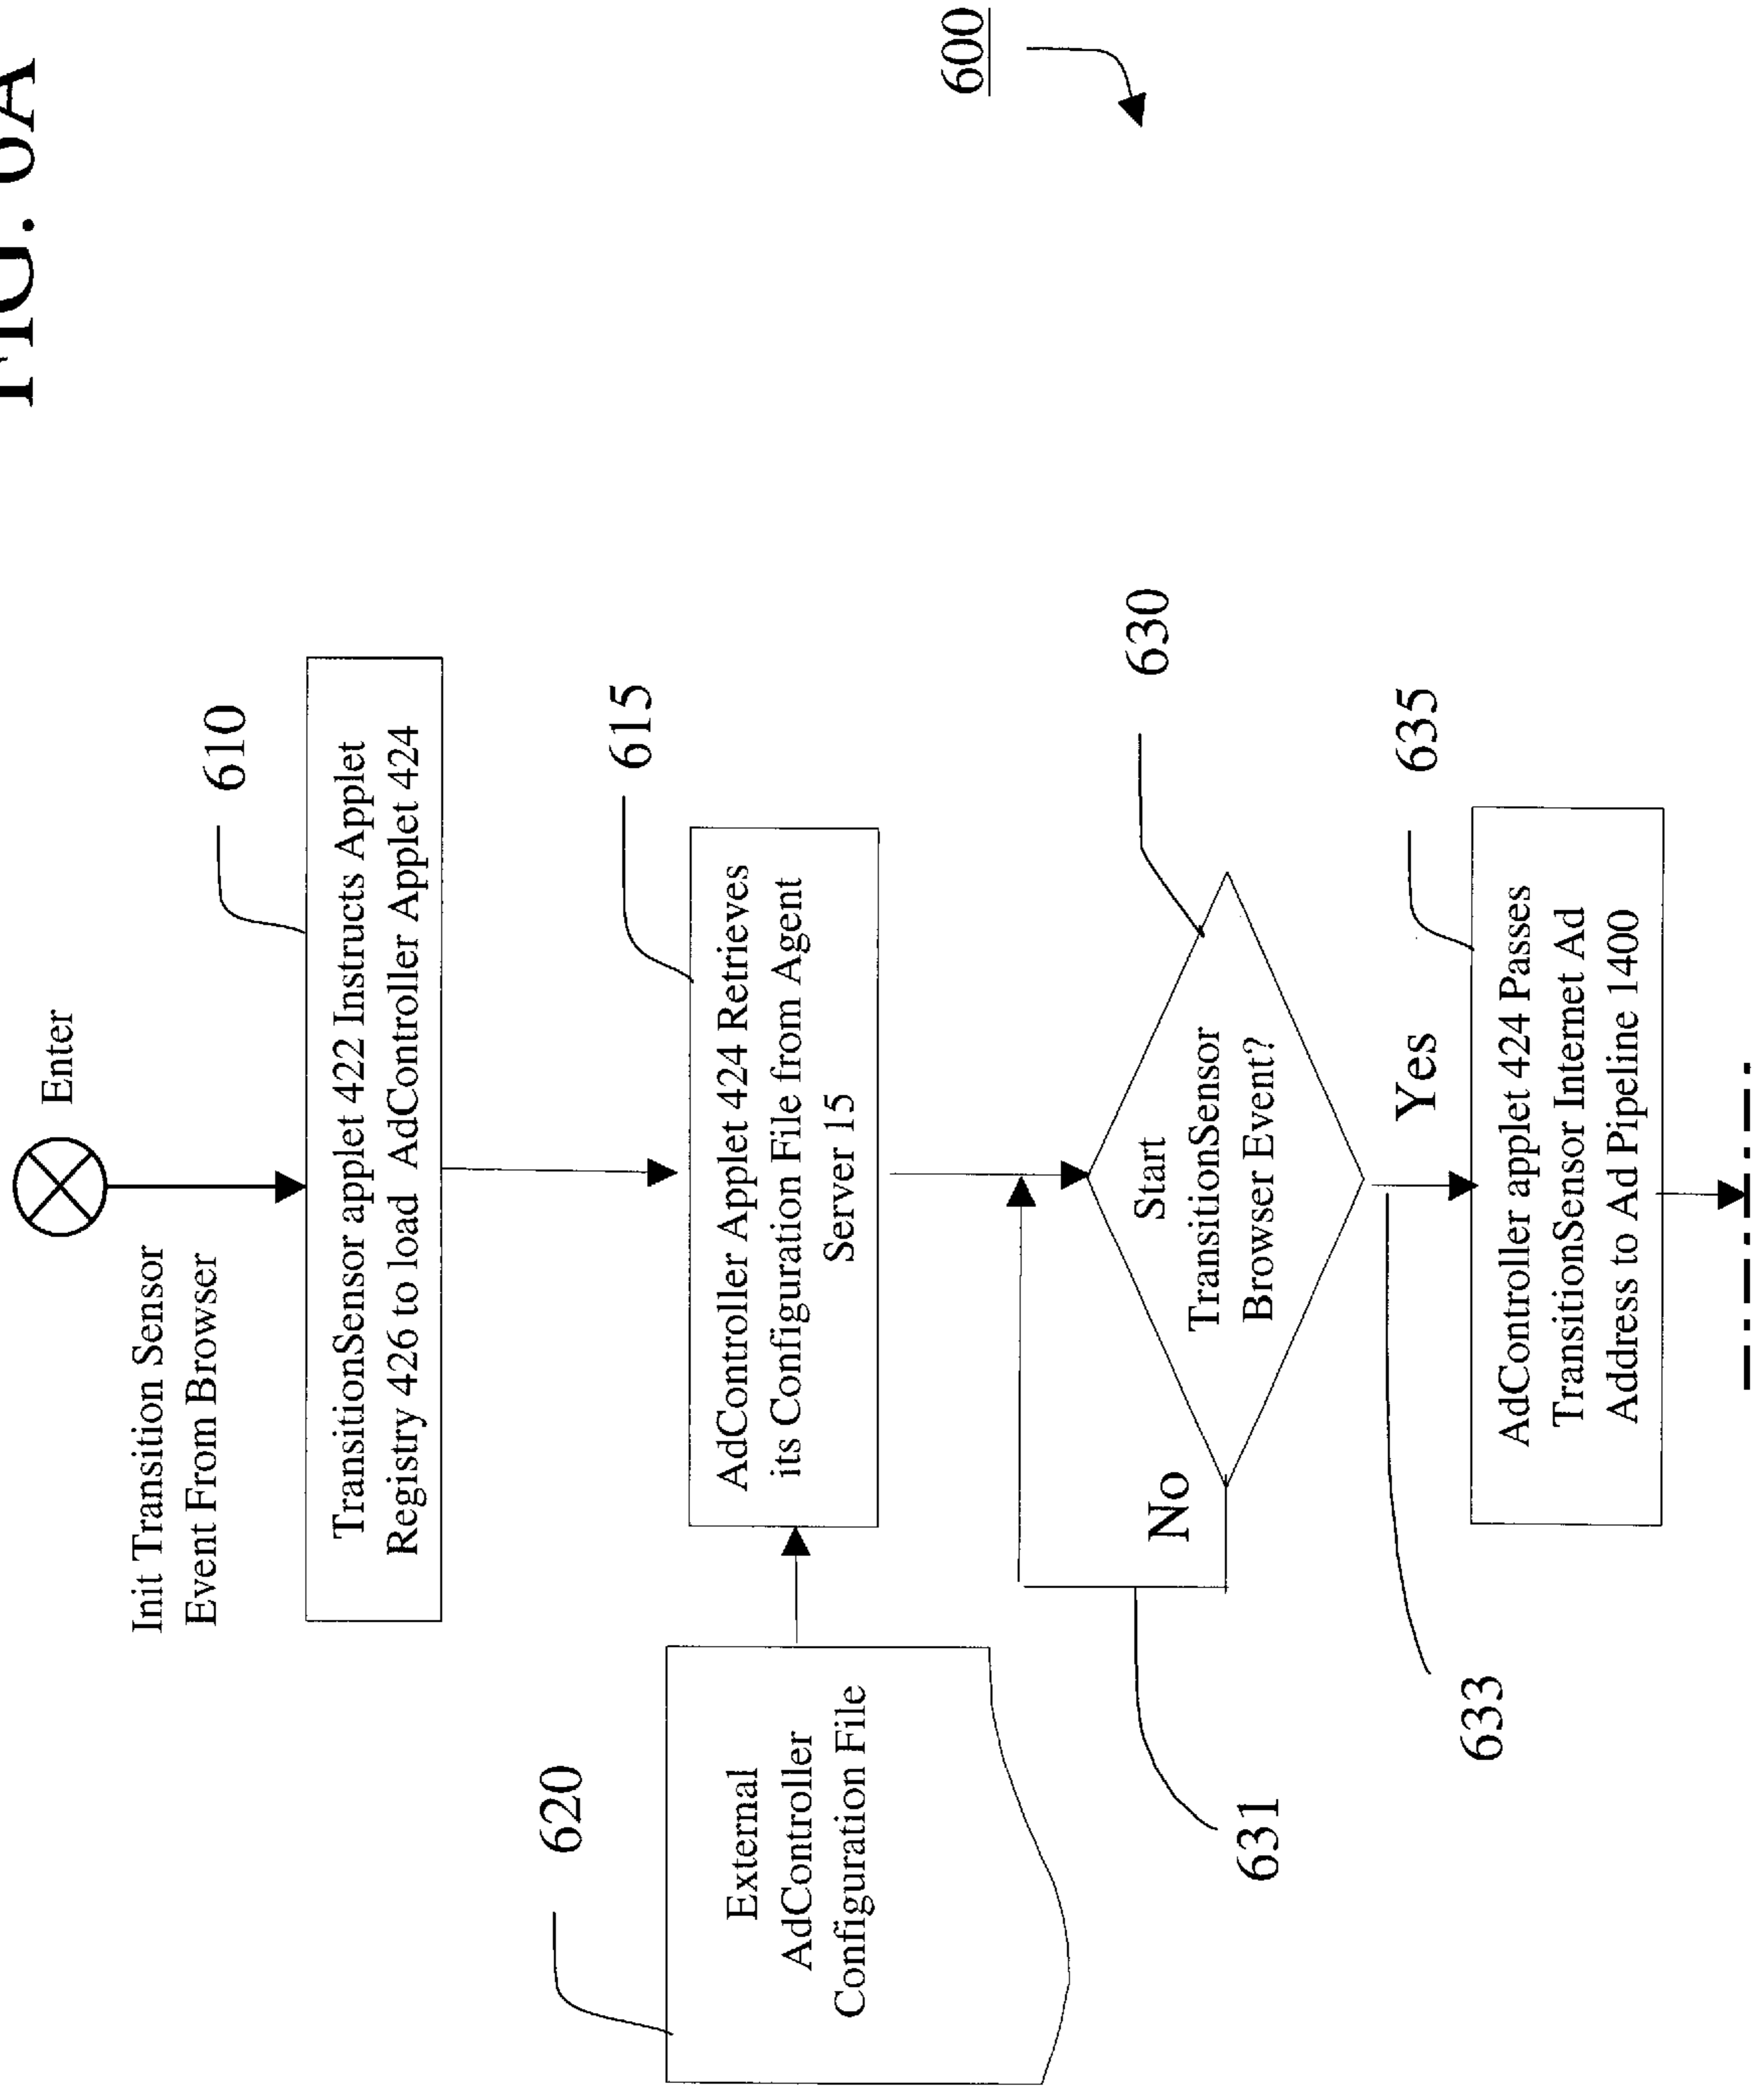 FIG. 6A
600
Enter
Init Transition Sensor
Event From Browser
610
TransitionSensor applet 422 Instructs Applet
Registry 426 to load AdController Applet 424
615
AdController Applet 424 Retrieves
its Configuration File from Agent
Server 15
620
External
AdController
Configuration File
630
Start
TransitionSensor
Browser Event?
No
631
Yes
633
635
AdController applet 424 Passes
TransitionSensor Internet Ad
Address to Ad Pipeline 1400